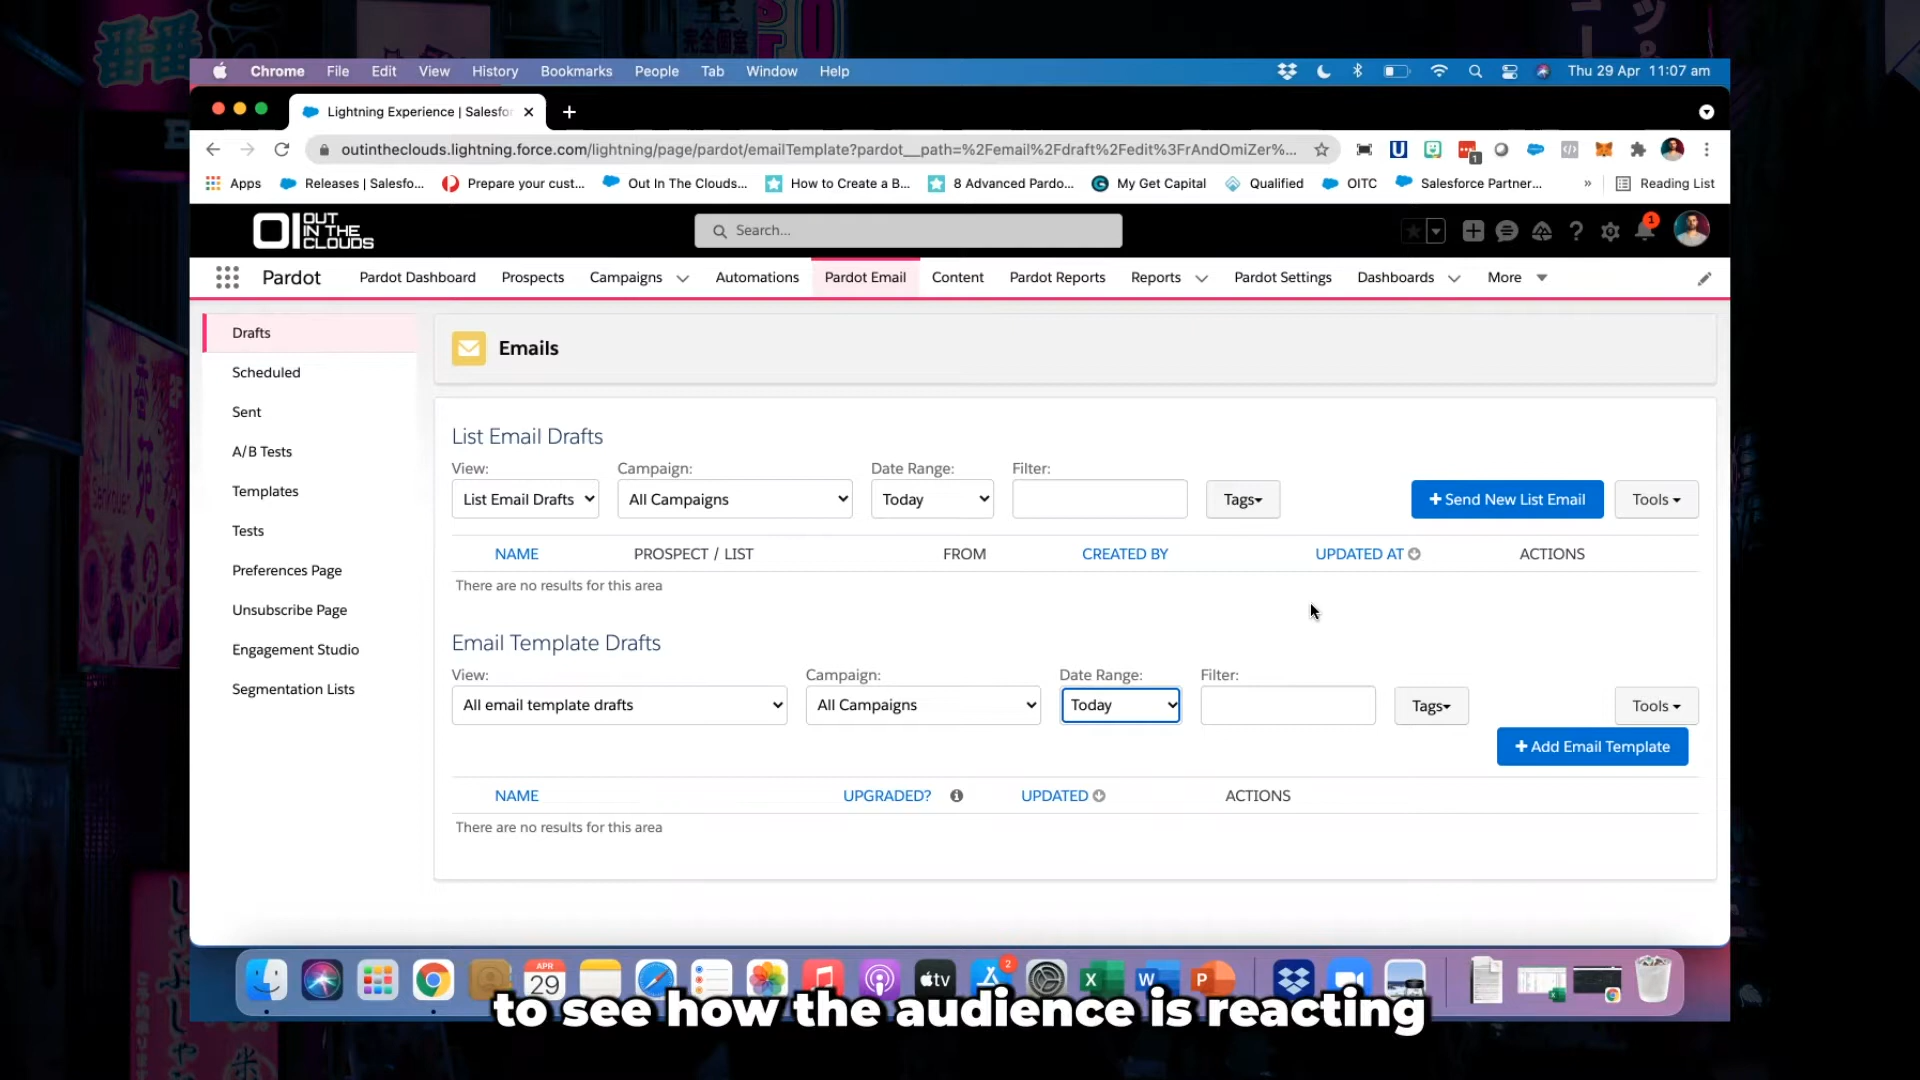 Chrome File Edit View History Bookmarks People Tab Window Help Thu 29 Apr 11:07 am
Lightning Experience | Salesfor
outintheclouds.lightning.force.com/lightning/page/pardot/emailTemplate?pardot__path=%2Femail%2Fdraft%2Fedit%3FrAndOmiZer%...
1
Apps Releases | Salesfo... Prepare your cust... Out In The Clouds... How to Create a B... 8 Advanced Pardo... My Get Capital Qualified OITC Salesforce Partner... » Reading List
OUT
IN THE
CLOUDS
Search...
1
Pardot Pardot Dashboard Prospects Campaigns Automations Pardot Email Content Pardot Reports Reports Pardot Settings Dashboards More
Drafts
Scheduled
Sent
A/B Tests
Templates
Tests
Preferences Page
Unsubscribe Page
Engagement Studio
Segmentation Lists
Emails
List Email Drafts
View: Campaign: Date Range: Filter:
List Email Drafts All Campaigns Today Tags + Send New List Email Tools
NAME PROSPECT / LIST FROM CREATED BY UPDATED AT ACTIONS
There are no results for this area
Email Template Drafts
View: Campaign: Date Range: Filter:
All email template drafts All Campaigns Today Tags Tools
+ Add Email Template
NAME UPGRADED? UPDATED ACTIONS
There are no results for this area
APR
29
tv
2
X W P
to see how the audience is reacting